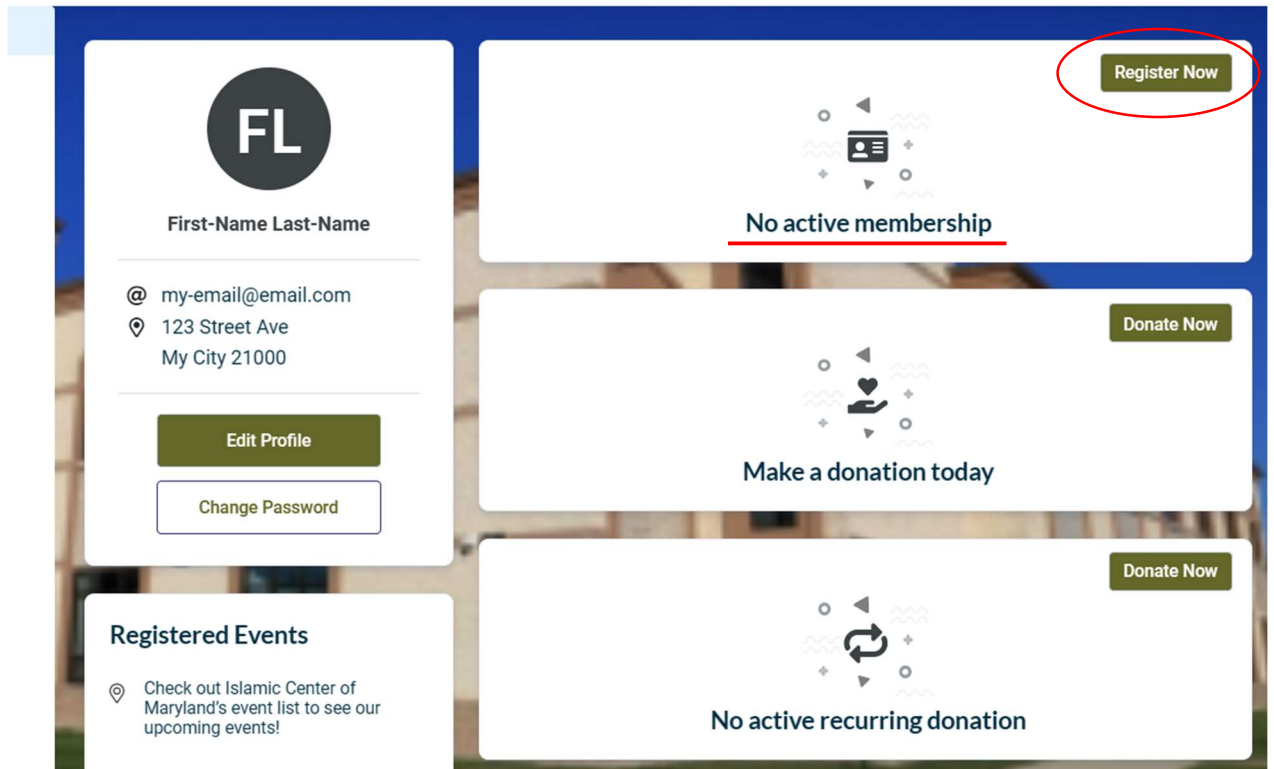 FL
First-Name Last-Name
@ my-email@email.com
123 Street Ave
My City 21000
Edit Profile
Change Password
Registered Events
Check out Islamic Center of
Maryland's event list to see our
upcoming events!
Register Now
No active membership
Donate Now
Make a donation today
Donate Now
No active recurring donation